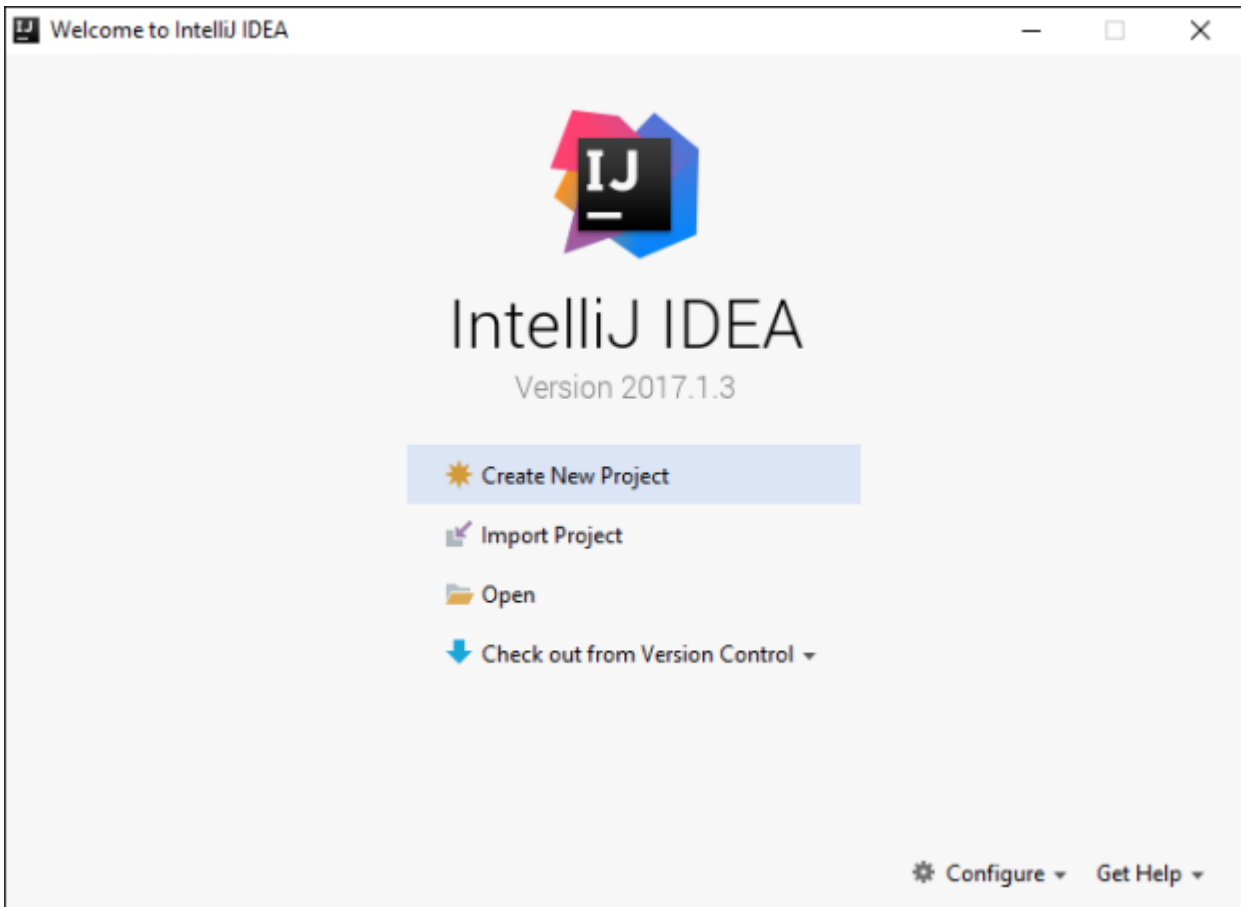 Welcome to IntelliJ IDEA
IJ
IntelliJ IDEA
Version 2017.1.3
Create New Project
Import Project
Open
Check out from Version Control
Configure Get Help